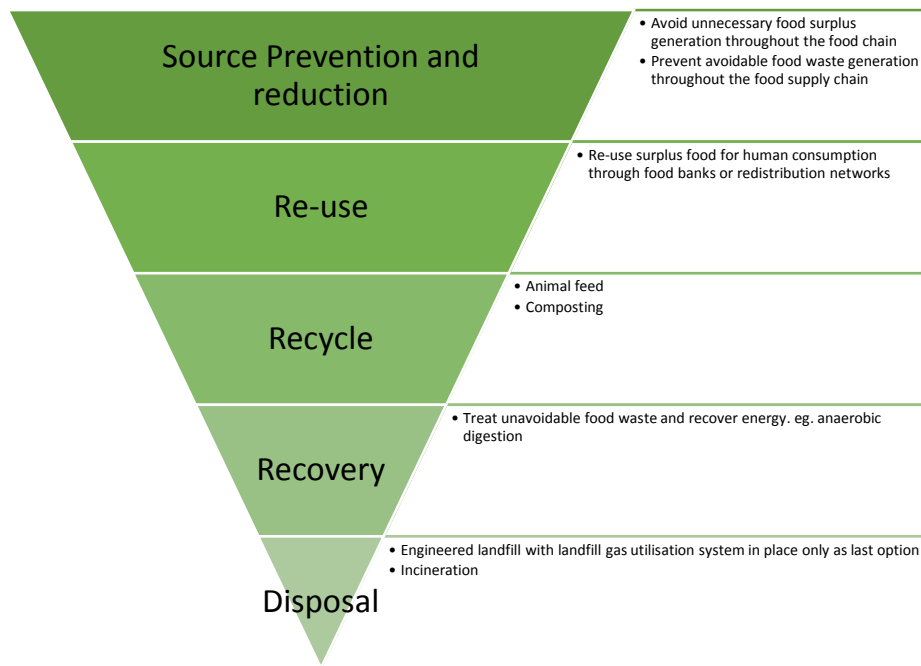 Source Prevention and
reduction
• Avoid unnecessary food surplus
generation throughout the food chain
• Prevent avoidable food waste generation
throughout the food supply chain
Re-use
• Re-use surplus food for human consumption
through food banks or redistribution networks
Recycle
• Animal feed
• Composting
Recovery
• Treat unavoidable food waste and recover energy. eg. anaerobic
digestion
Disposal
• Engineered landfill with landfill gas utilisation system in place only as last option
• Incineration